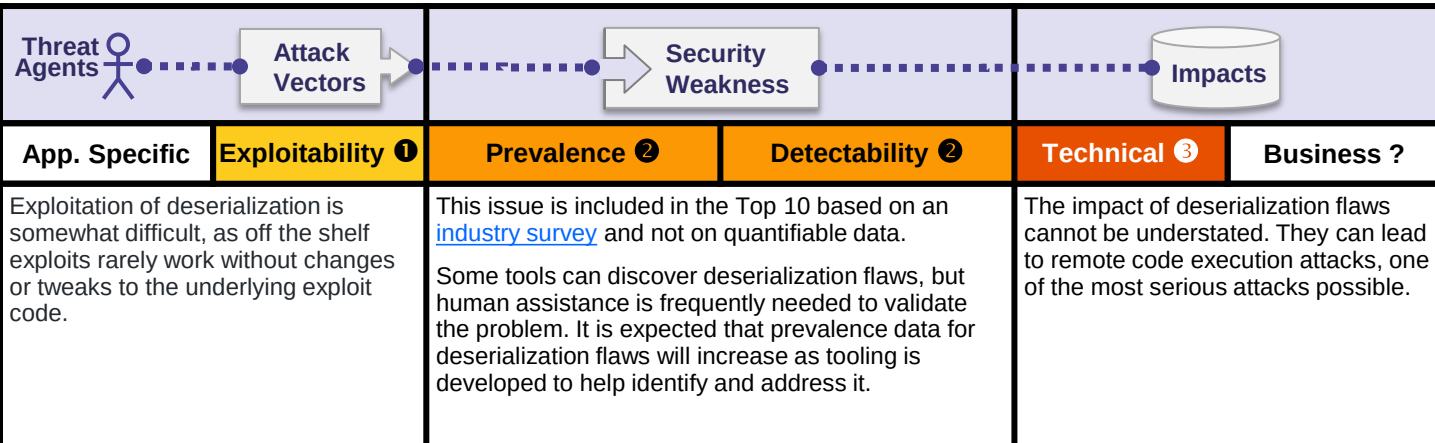 Threat
Agents
Attack
Vectors
Security
Weakness
Impacts
App. Specific
Exploitability ❶
Prevalence ❷
Detectability ❷
Technical ❸
Business ?
Exploitation of deserialization is
somewhat difficult, as off the shelf
exploits rarely work without changes
or tweaks to the underlying exploit
code.
This issue is included in the Top 10 based on an
industry survey and not on quantifiable data.
Some tools can discover deserialization flaws, but
human assistance is frequently needed to validate
the problem. It is expected that prevalence data for
deserialization flaws will increase as tooling is
developed to help identify and address it.
The impact of deserialization flaws
cannot be understated. They can lead
to remote code execution attacks, one
of the most serious attacks possible.